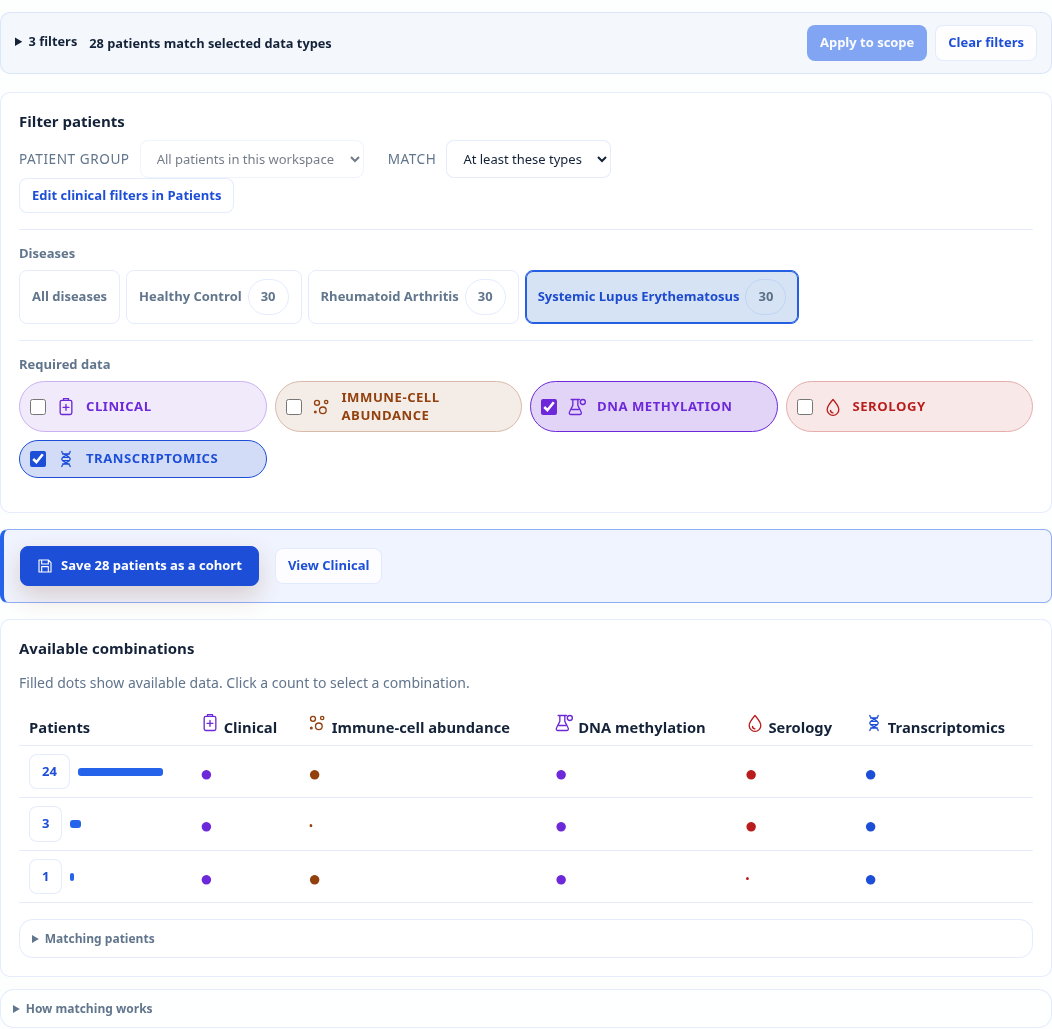 3 filters 28 patients match selected data types Apply to scope Clear filters
Filter patients
PATIENT GROUP All patients in this workspace MATCH At least these types
Edit clinical filters in Patients
Diseases
All diseases Healthy Control 30 Rheumatoid Arthritis 30 Systemic Lupus Erythematosus 30
Required data
CLINICAL IMMUNE-CELL ABUNDANCE DNA METHYLATION SEROLOGY
TRANSCRIPTOMICS
Save 28 patients as a cohort View Clinical
Available combinations
Filled dots show available data. Click a count to select a combination.
Patients Clinical Immune-cell abundance DNA methylation Serology Transcriptomics
24
3
1
Matching patients
How matching works